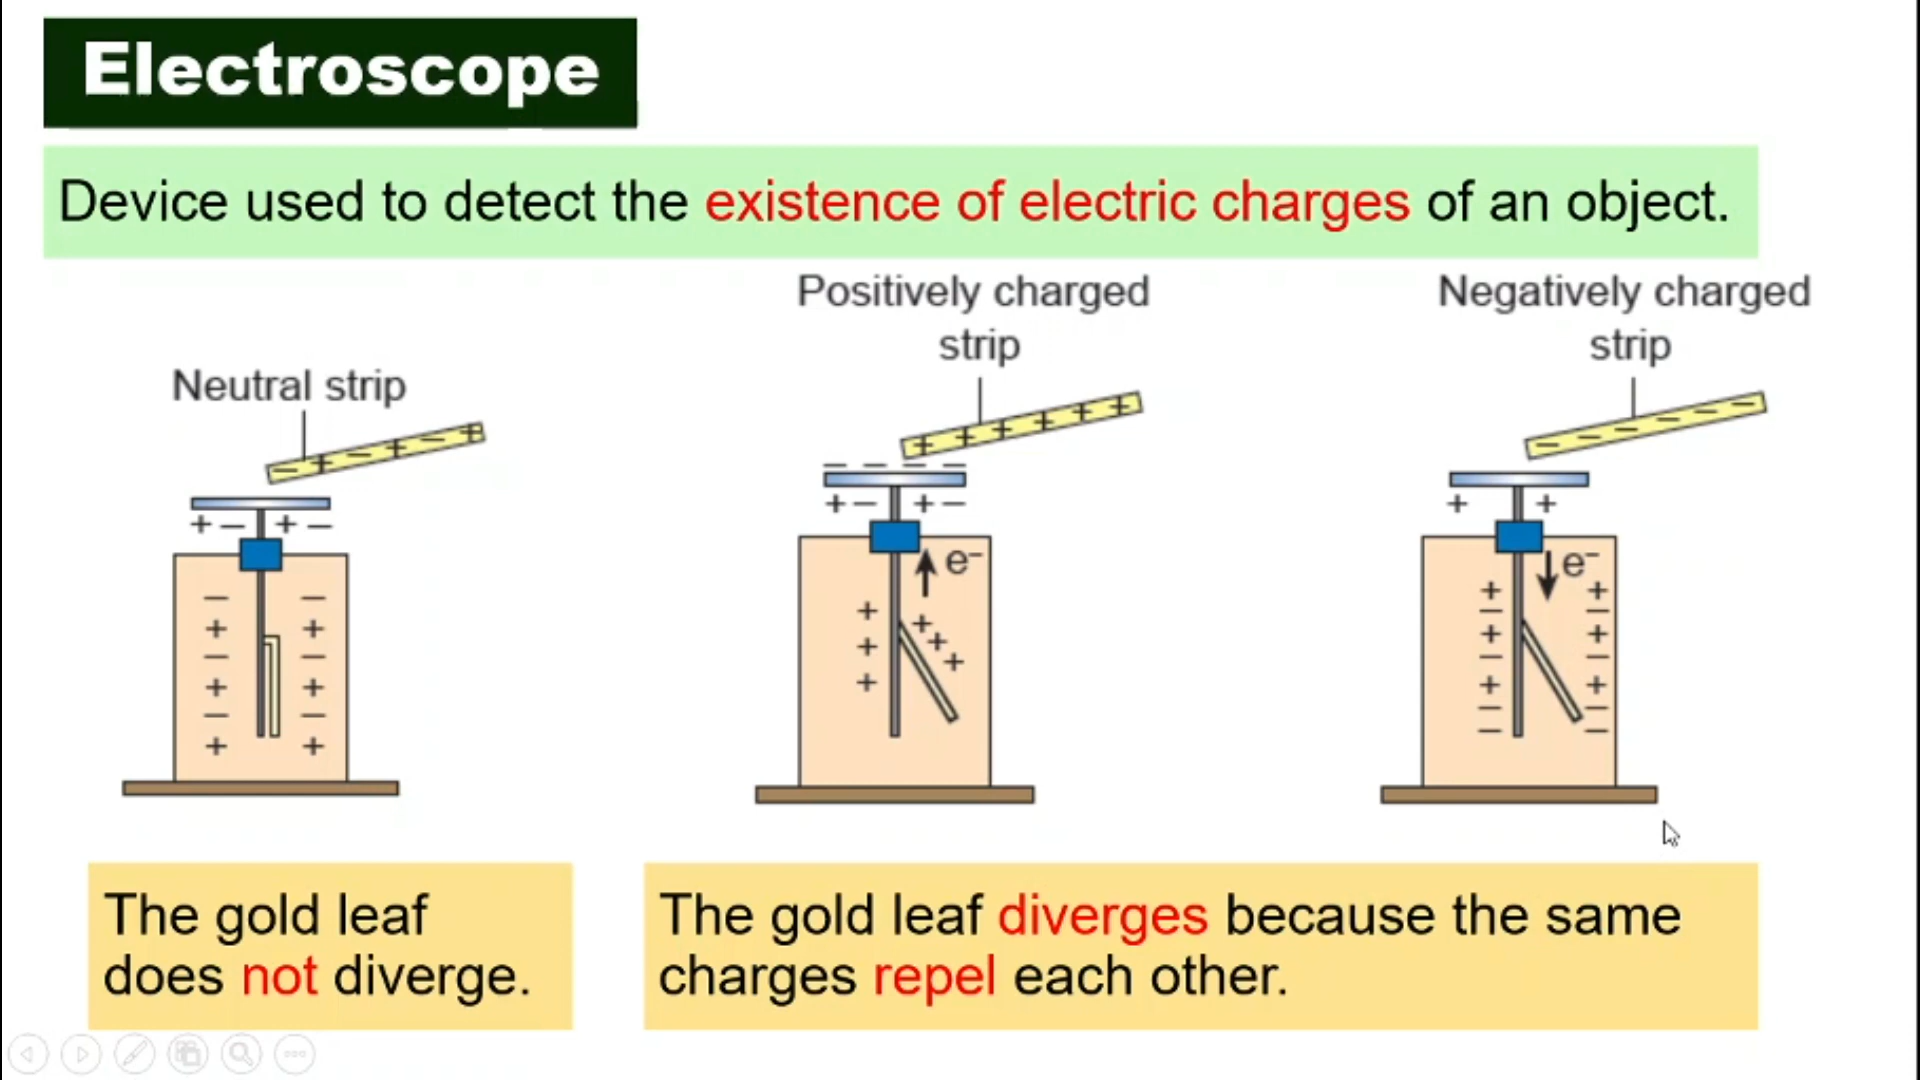 Electroscope
Device used to detect the existence of electric charges of an object.
Neutral strip
Positively charged
strip
Negatively charged
strip
e⁻
e⁻
The gold leaf
does not diverge.
The gold leaf diverges because the same
charges repel each other.